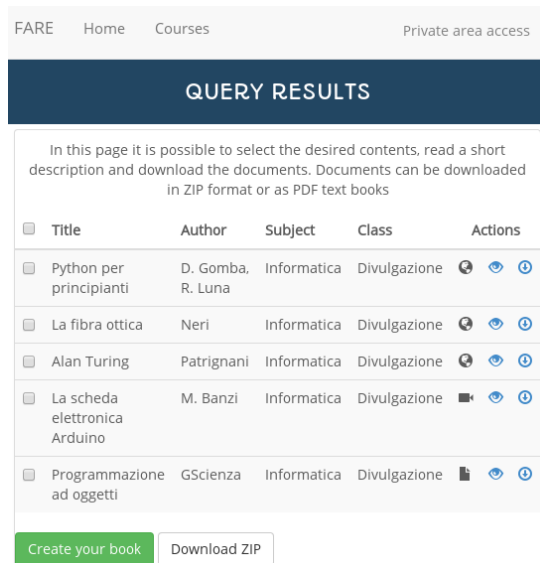 FARE Home Courses Private area access
QUERY RESULTS
In this page it is possible to select the desired contents, read a short
description and download the documents. Documents can be downloaded
in ZIP format or as PDF text books
Title Author Subject Class Actions
Python per principianti D. Gomba, R. Luna Informatica Divulgazione
La fibra ottica Neri Informatica Divulgazione
Alan Turing Patrignani Informatica Divulgazione
La scheda elettronica Arduino M. Banzi Informatica Divulgazione
Programmazione ad oggetti GScienza Informatica Divulgazione
Create your book Download ZIP